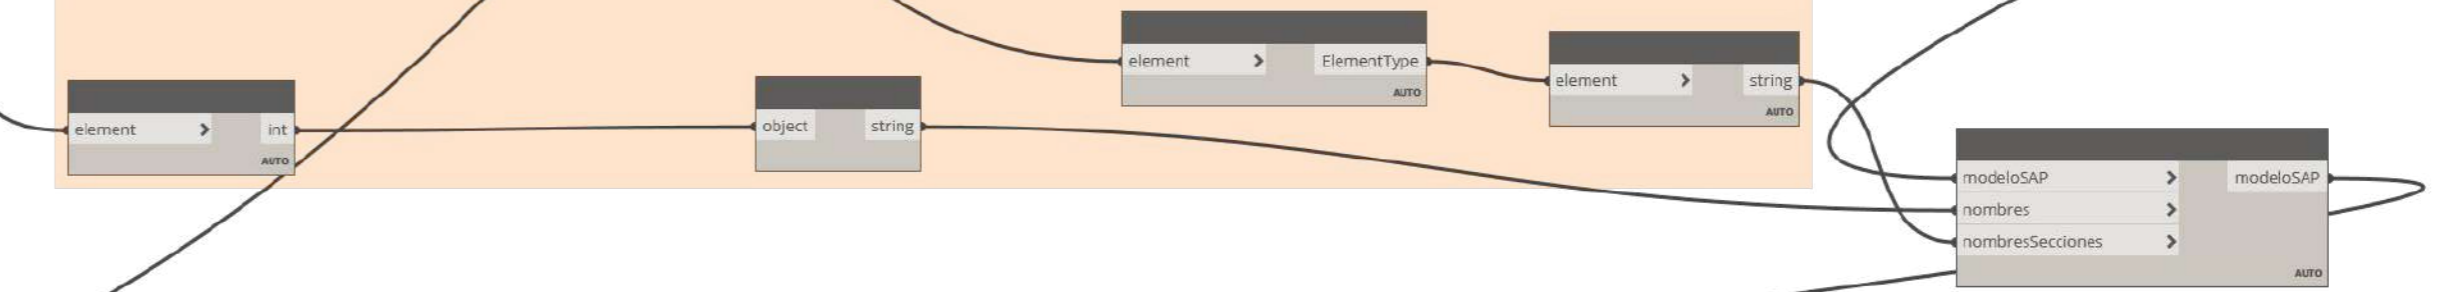 element > int
AUTO
object string
element > ElementType
AUTO
element > string
AUTO
modeloSAP > modeloSAP
nombres >
nombresSecciones >
AUTO